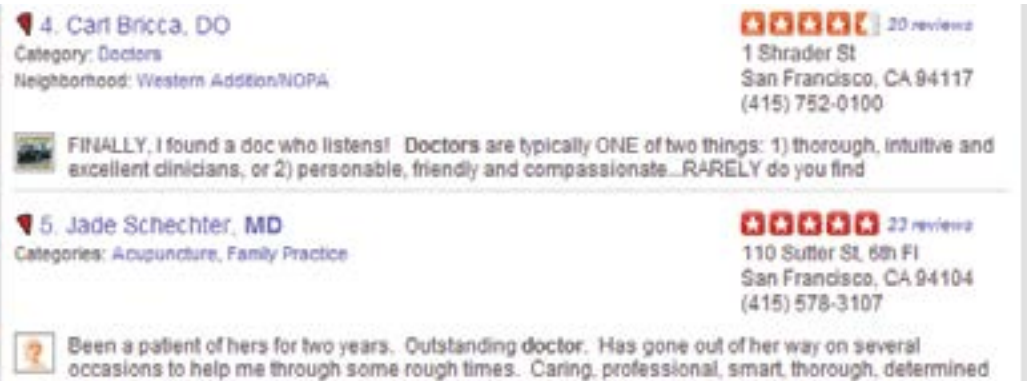 4. Carl Bricca, DO
20 reviews
Category: Doctors
1 Shrader St
Neighborhood: Western Addition/NOPA
San Francisco, CA 94117
(415) 752-0100
FINALLY, I found a doc who listens! Doctors are typically ONE of two things: 1) thorough, intuitive and
excellent clinicians, or 2) personable, friendly and compassionate...RARELY do you find
5. Jade Schechter, MD
23 reviews
Categories: Acupuncture, Family Practice
110 Sutter St, 6th Fl
San Francisco, CA 94104
(415) 578-3107
Been a patient of hers for two years. Outstanding doctor. Has gone out of her way on several
occasions to help me through some rough times. Caring, professional, smart, thorough, determined